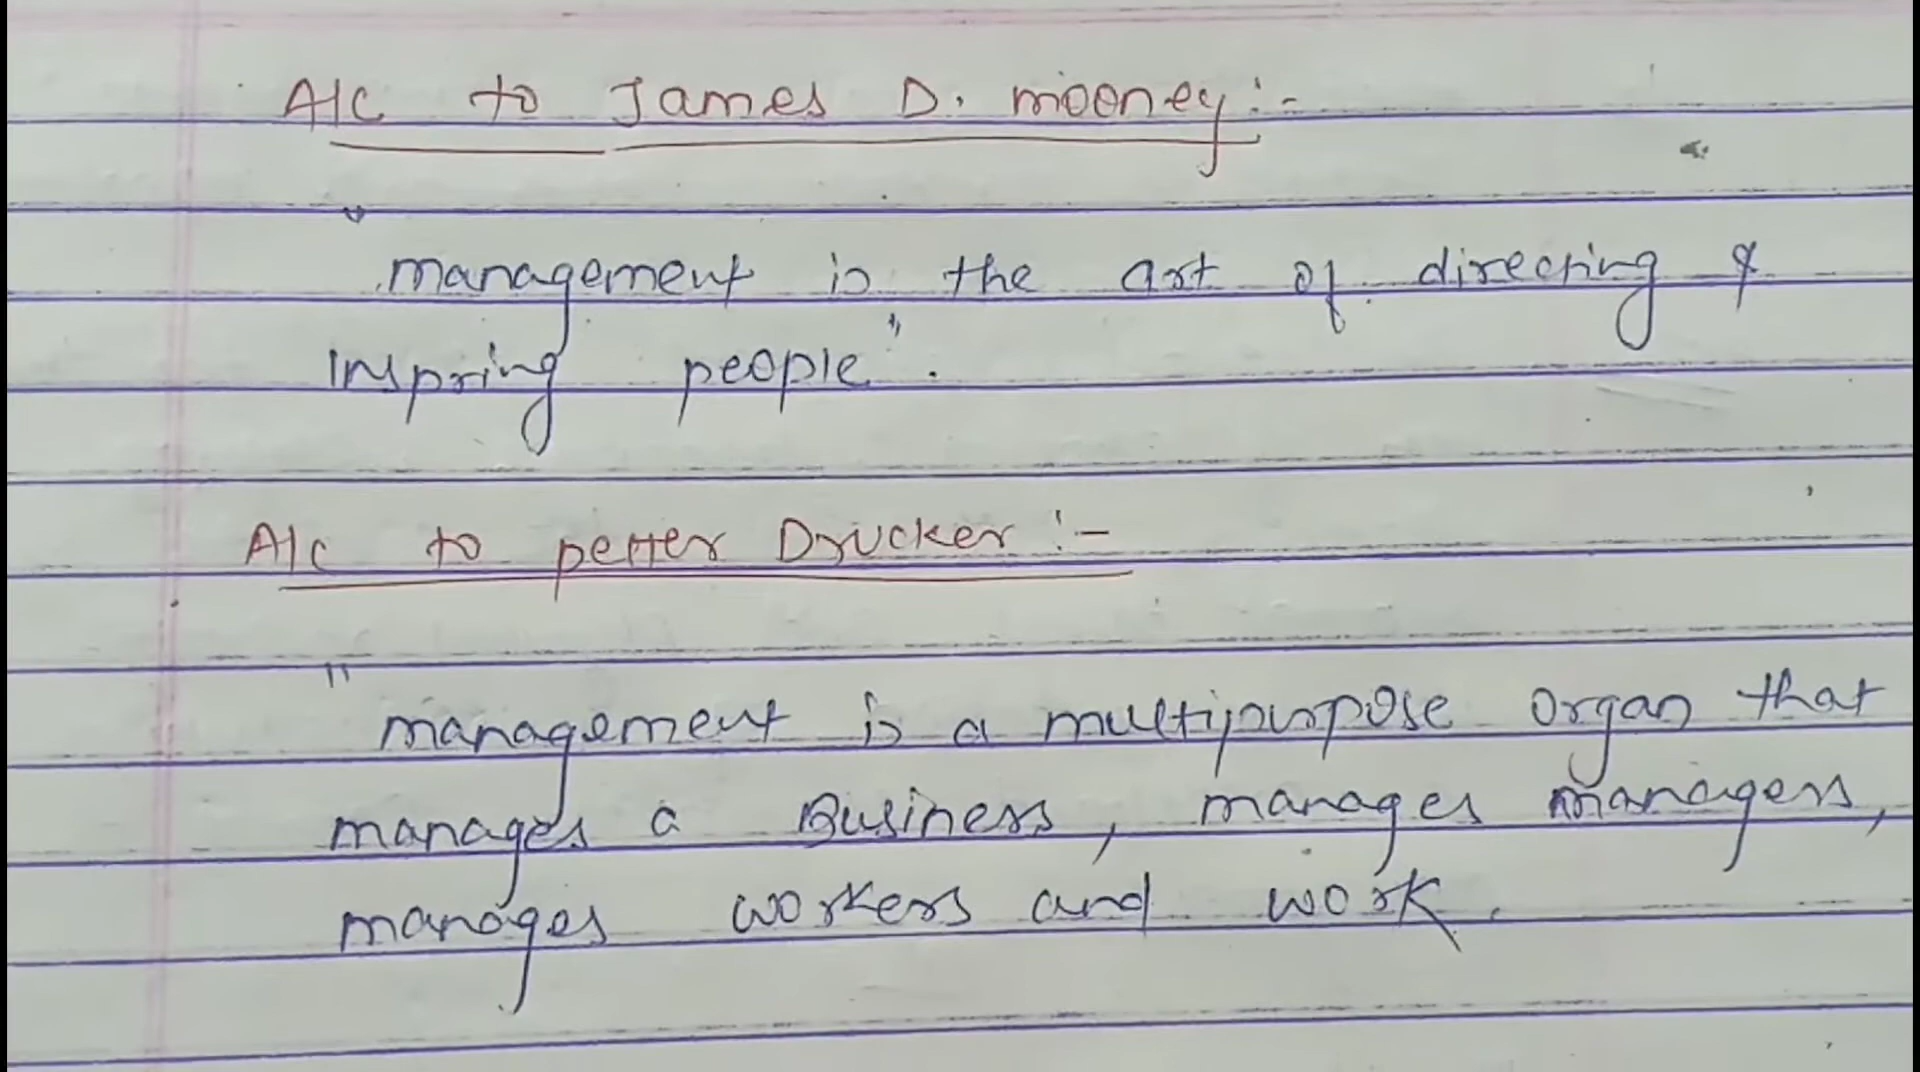 A/C to James D. mooney :-
"management is the art of directing &
inspring people".
A/c to petter Drucker :-
"management is a multipurpose organ that
manages a Business, manages managers,
manages workers and work.